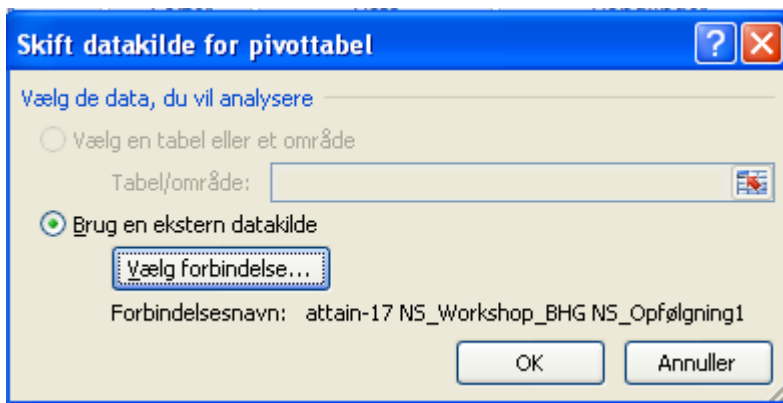 Skift datakilde for pivottabel
Vælg de data, du vil analysere
Vælg en tabel eller et område
Tabel/område:
Brug en ekstern datakilde
Vælg forbindelse...
Forbindelsesnavn: attain-17 NS_Workshop_BHG NS_Opfølgning1
OK Annuller